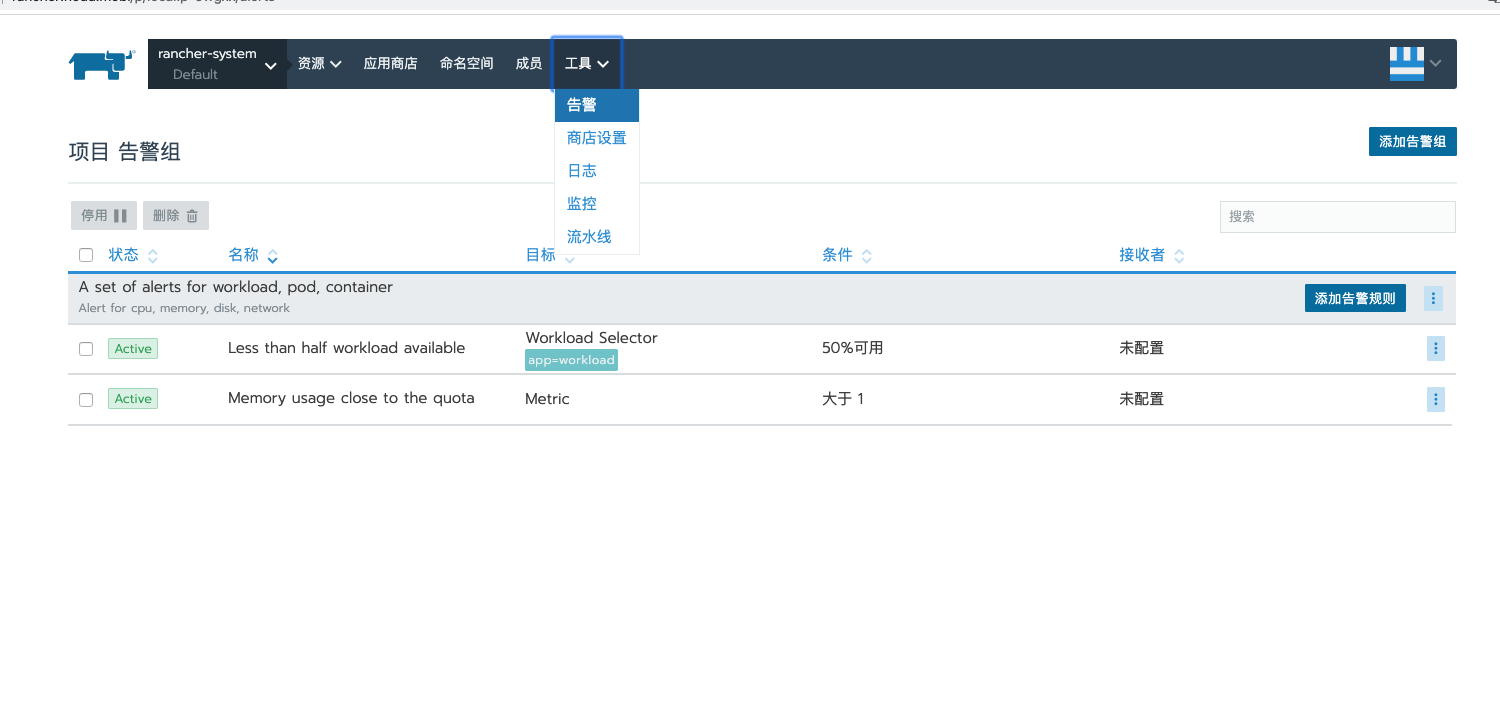 rancher-system
Default
资源
应用商店
命名空间
成员
工具
告警
商店设置
日志
监控
流水线
项目 告警组
添加告警组
停用
删除
搜索
状态
名称
目标
条件
接收者
A set of alerts for workload, pod, container
Alert for cpu, memory, disk, network
添加告警规则
Active
Less than half workload available
Workload Selector
app=workload
50%可用
未配置
Active
Memory usage close to the quota
Metric
大于 1
未配置